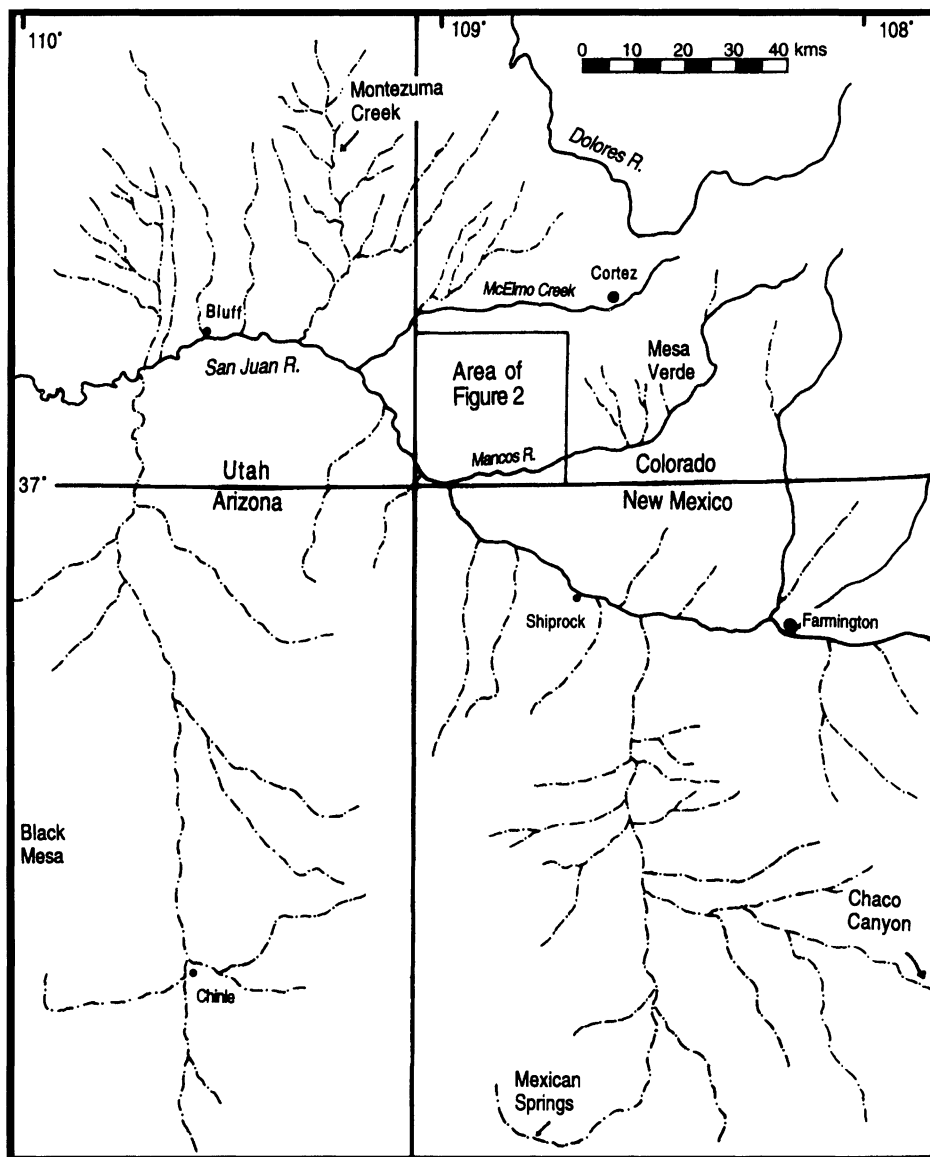 110°
109°
108°
0 10 20 30 40 kms
Montezuma
Creek
Dolores R.
Cortez
McElmo Creek
Bluff
San Juan R.
Mesa
Verde
Area of
Figure 2
Mancos R.
Utah
Colorado
37°
Arizona
New Mexico
Shiprock
Farmington
Black
Mesa
Chaco
Canyon
Chinle
Mexican
Springs